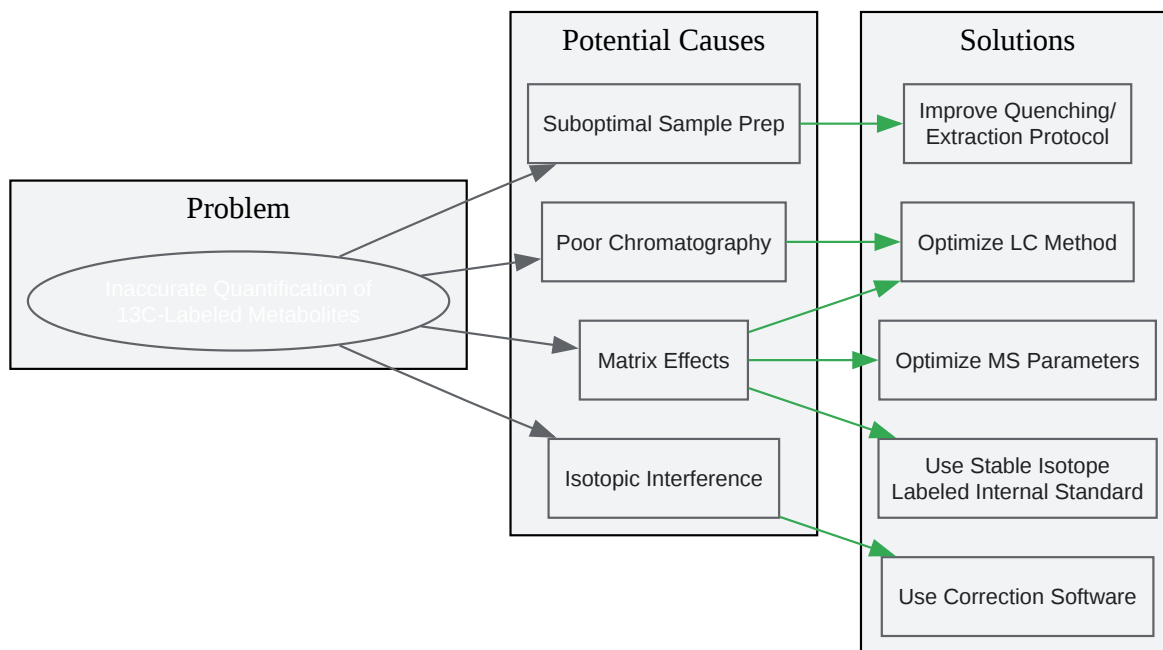 Problem
Inaccurate Quantification of
13C-Labeled Metabolites
Potential Causes
Suboptimal Sample Prep
Poor Chromatography
Matrix Effects
Isotopic Interference
Solutions
Improve Quenching/
Extraction Protocol
Optimize LC Method
Optimize MS Parameters
Use Stable Isotope
Labeled Internal Standard
Use Correction Software